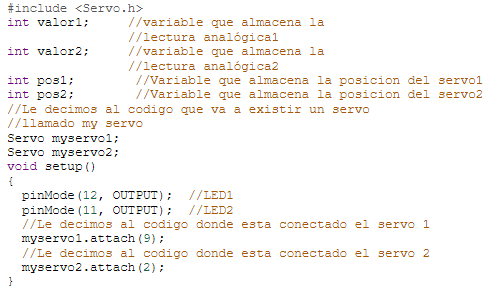 #include <Servo.h>
int valor1;     //variable que almacena la
                //lectura analógica1
int valor2;     //variable que almacena la
                //lectura analógica2
int pos1;        //Variable que almacena la posicion del servo1
int pos2;        //Variable que almacena la posicion del servo2
//Le decimos al codigo que va a existir un servo
//llamado my servo
Servo myservo1;
Servo myservo2;
void setup()
{
  pinMode(12, OUTPUT);  //LED1
  pinMode(11, OUTPUT);  //LED2
  //Le decimos al codigo donde esta conectado el servo 1
  myservo1.attach(9);
  //Le decimos al codigo donde esta conectado el servo 2
  myservo2.attach(2);
}